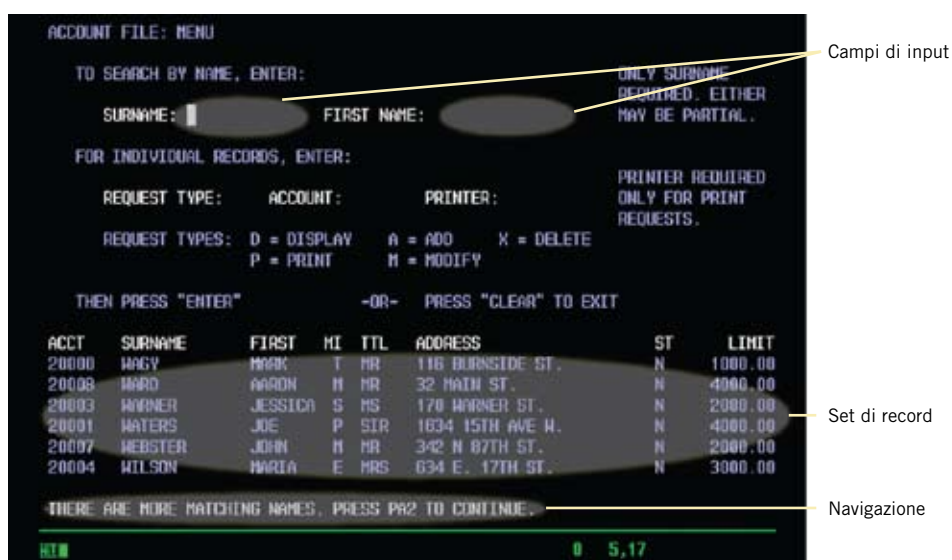 ACCOUNT FILE: MENU
TO SEARCH BY NAME, ENTER:
ONLY SURNAME
REQUIRED. EITHER
MAY BE PARTIAL.
SURNAME: FIRST NAME:
FOR INDIVIDUAL RECORDS, ENTER:
PRINTER REQUIRED
ONLY FOR PRINT
REQUESTS.
REQUEST TYPE: ACCOUNT: PRINTER:
REQUEST TYPES: D = DISPLAY A = ADD X = DELETE
P = PRINT M = MODIFY
THEN PRESS "ENTER" -OR- PRESS "CLEAR" TO EXIT
ACCT SURNAME FIRST MI TTL ADDRESS ST LIMIT
20000 WAGY MARK T MR 116 BURNSIDE ST. N 1000.00
20008 WARD AARON M MR 32 MAIN ST. N 4000.00
20003 WARNER JESSICA S MS 170 WARNER ST. N 2000.00
20001 WATERS JOE P SIR 1634 15TH AVE W. N 4000.00
20007 WEBSTER JOHN M MR 342 N 87TH ST. N 2000.00
20004 WILSON MARIA E MRS 634 E. 17TH ST. N 3000.00
THERE ARE MORE MATCHING NAMES. PRESS PA2 TO CONTINUE.
0 5,17
Campi di input
Set di record
Navigazione